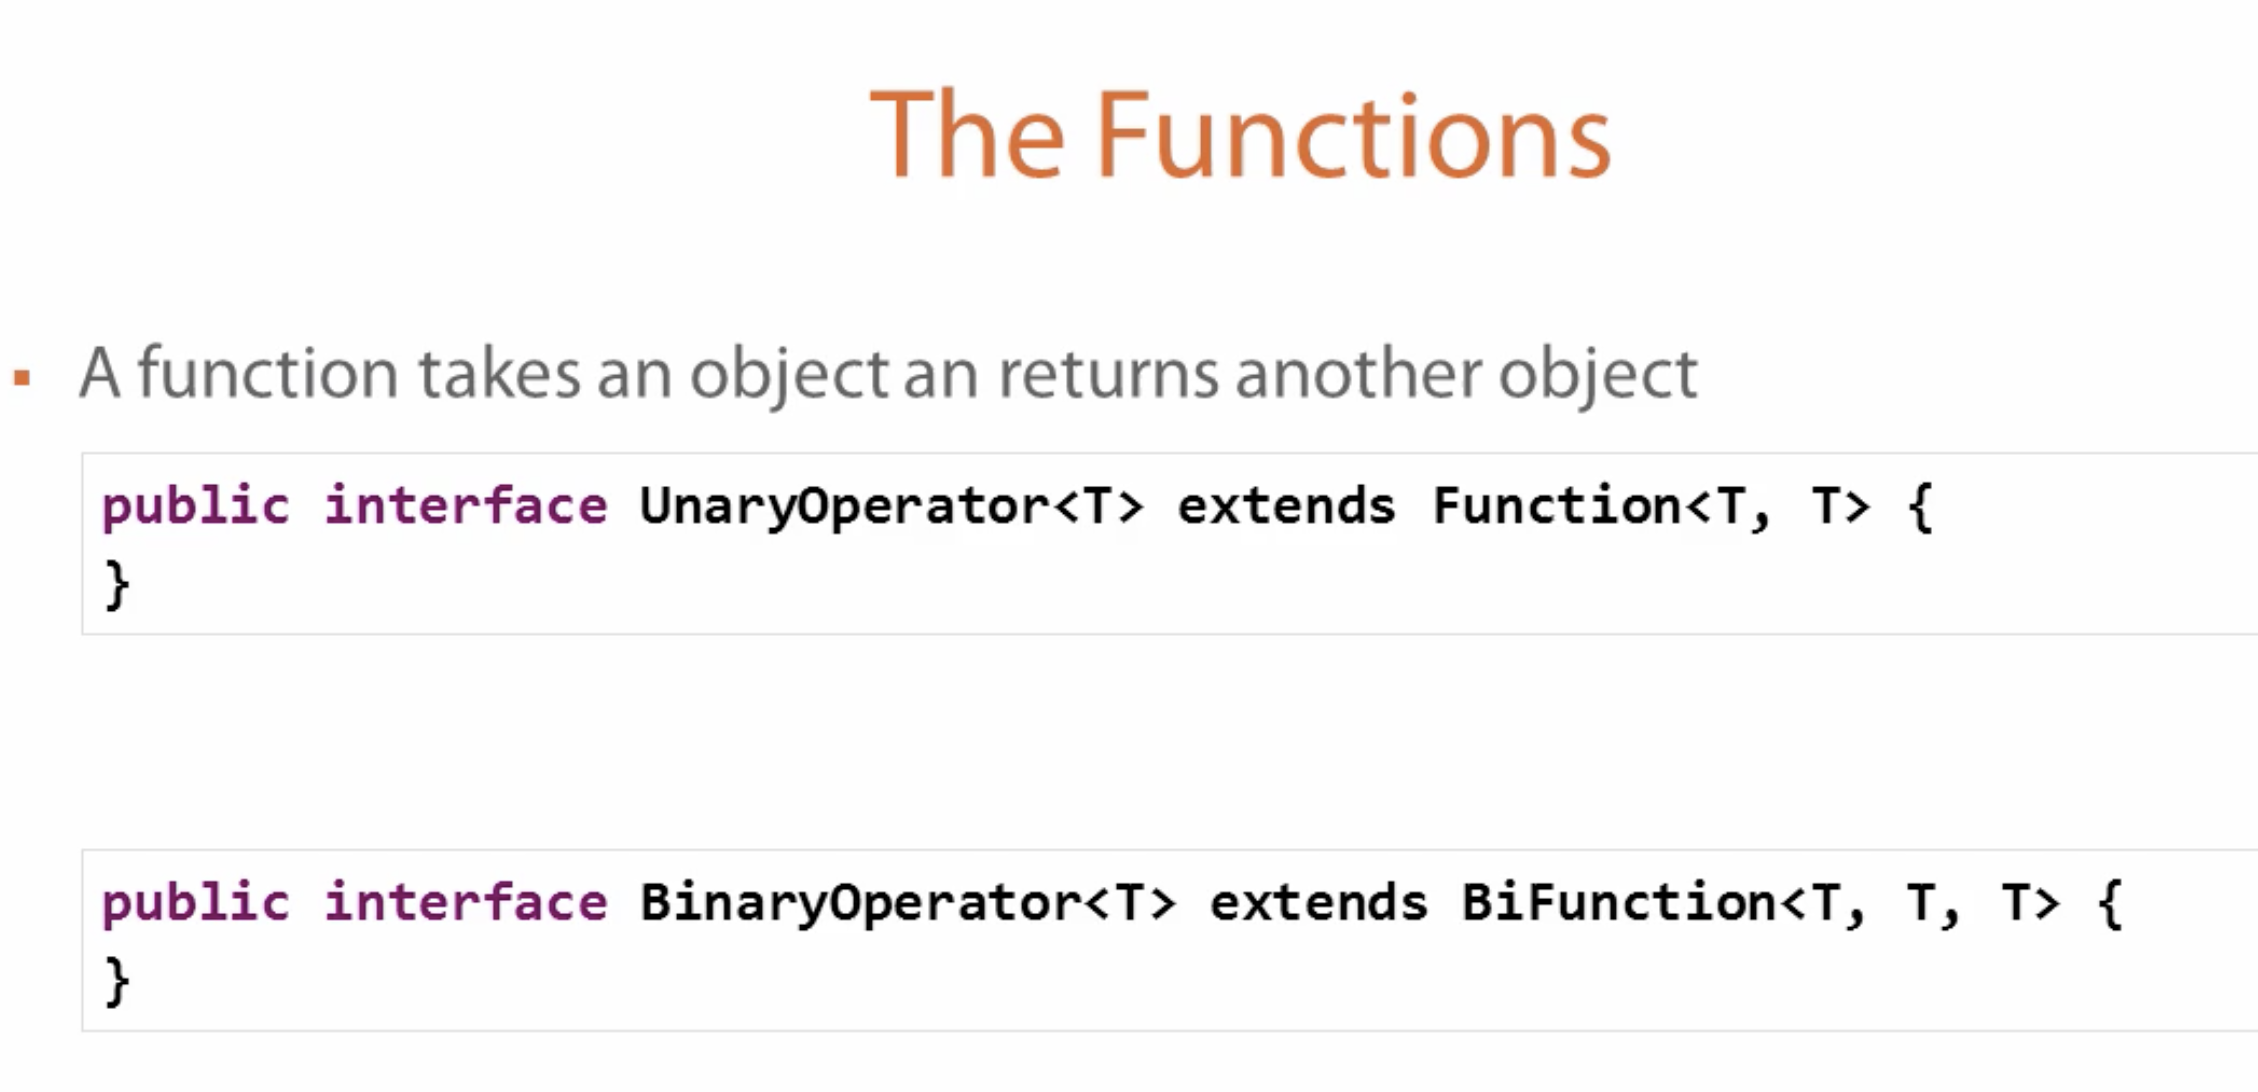 The Functions
▪ A function takes an object an returns another object
public interface UnaryOperator<T> extends Function<T, T> {
}
public interface BinaryOperator<T> extends BiFunction<T, T, T> {
}